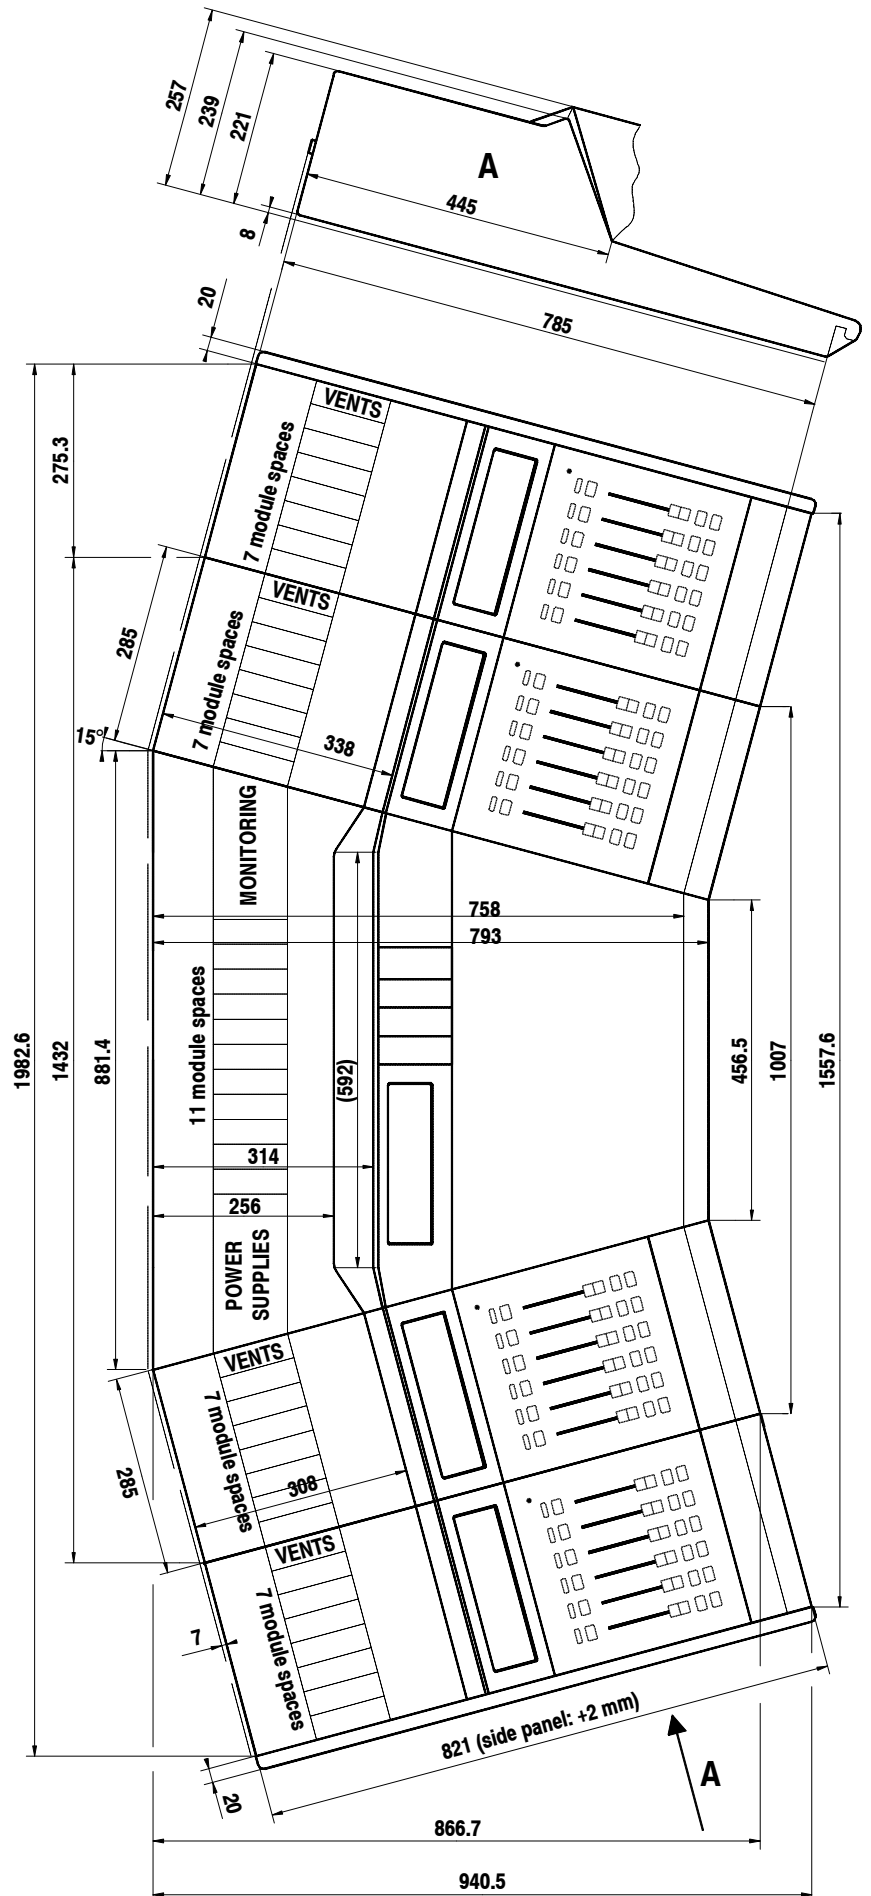 257
239
221
A
445
8
20
785
VENTS
7 module spaces
275.3
VENTS
7 module spaces
285
15°
338
MONITORING
758
793
11 module spaces
1982.6
1432
881.4
(592)
456.5
1007
1557.6
314
256
POWER
SUPPLIES
VENTS
7 module spaces
285
308
VENTS
7 module spaces
7
821 (side panel: +2 mm)
A
20
866.7
940.5